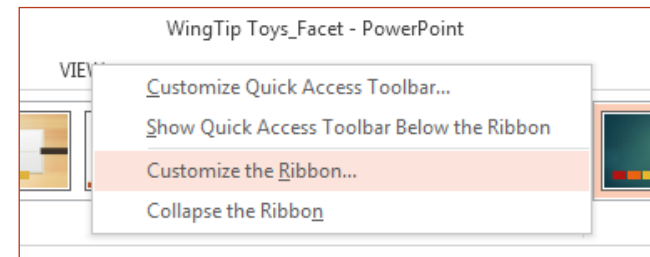 WingTip Toys_Facet - PowerPoint
VIEW
Customize Quick Access Toolbar...
Show Quick Access Toolbar Below the Ribbon
Customize the Ribbon...
Collapse the Ribbon